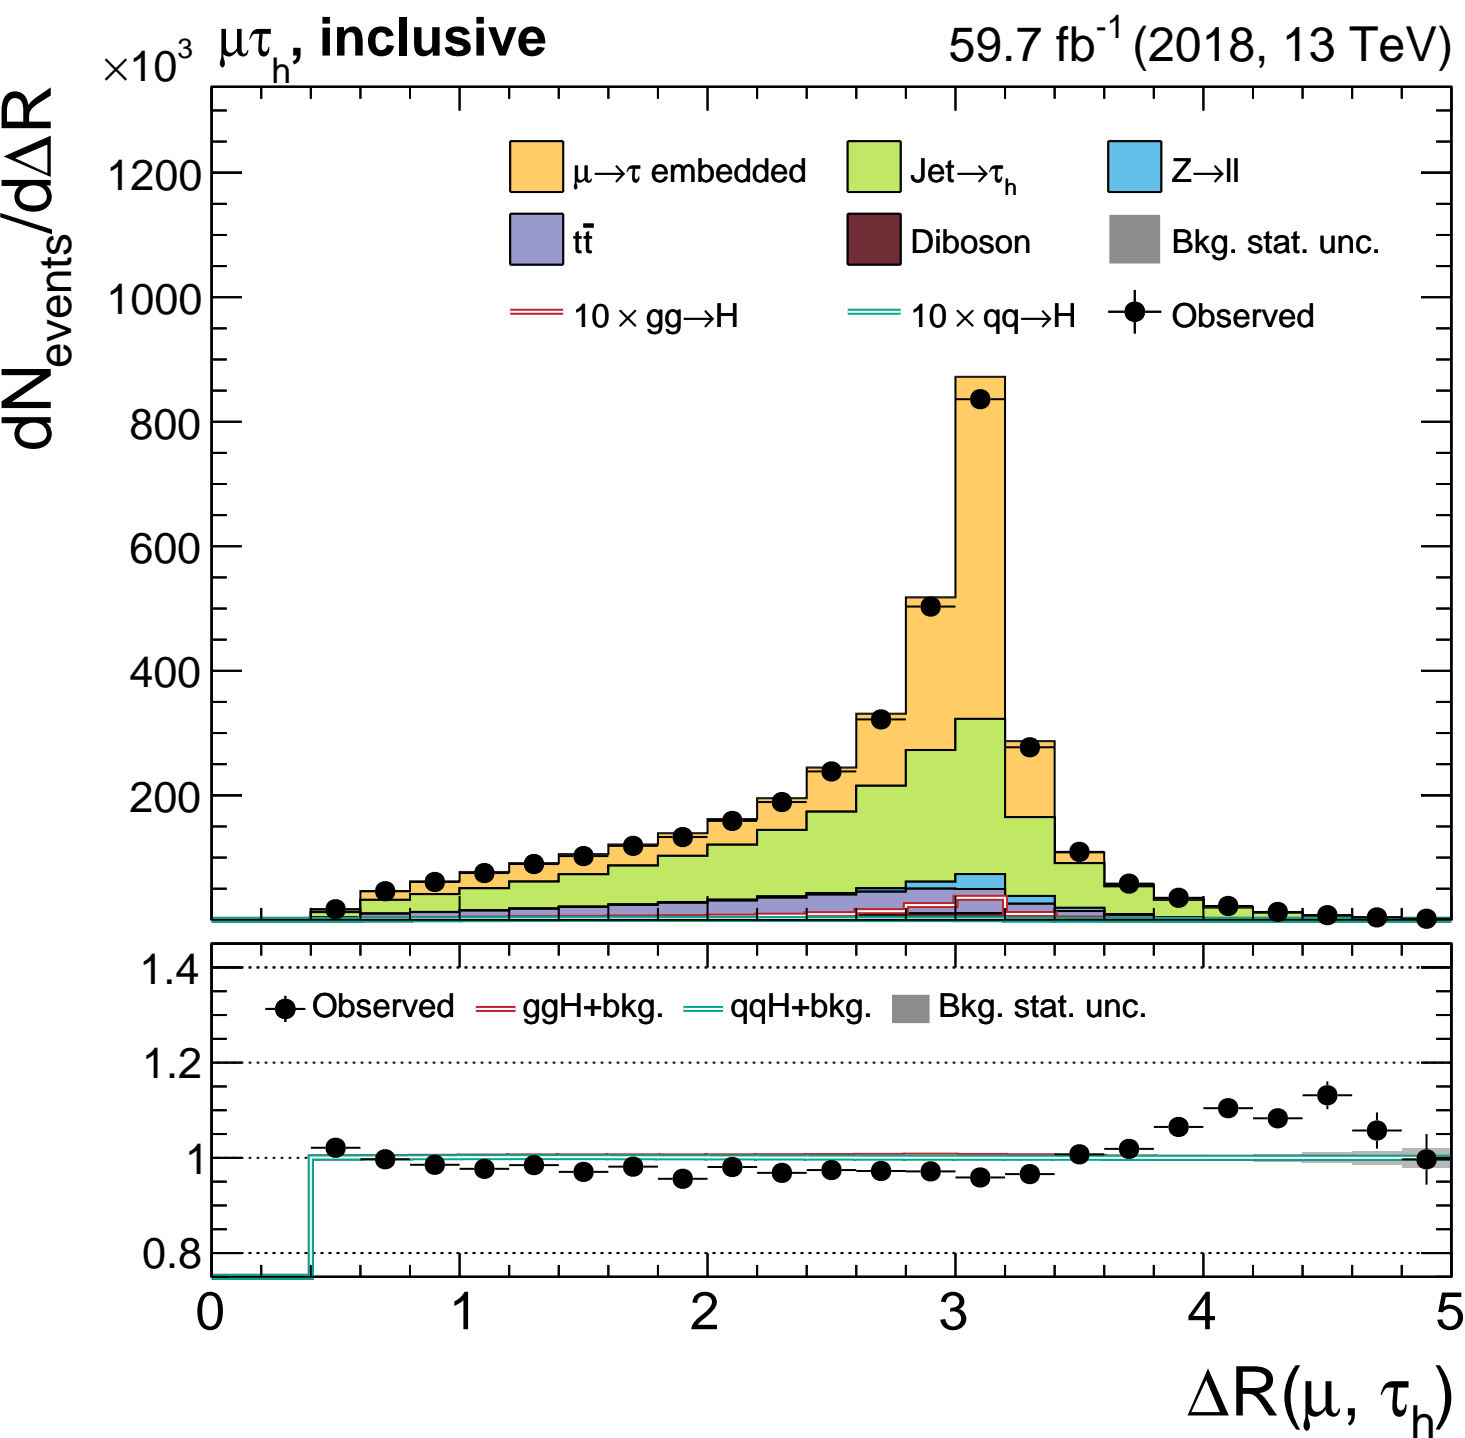 ×10³ μτₕ, inclusive 59.7 fb⁻¹ (2018, 13 TeV)
dN_events/dΔR
1200
1000
800
600
400
200
μ→τ embedded Jet→τₕ Z→ll
tt̄ Diboson Bkg. stat. unc.
10 × gg→H 10 × qq→H Observed
1.4
1.2
1
0.8
Observed ggH+bkg. qqH+bkg. Bkg. stat. unc.
0 1 2 3 4 5
ΔR(μ, τₕ)